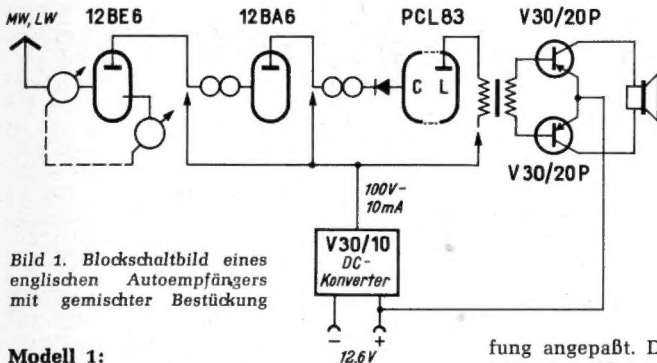 MW, LW
12BE6
12BA6
PCL83
V30/20P
C L
V30/20P
100V-
10mA
V30/10
DC-
Konverter
- +
12,6V
Bild 1. Blockschaltbild eines
englischen Autoempfängers
mit gemischter Bestückung
Modell 1:
fung angepaßt. D